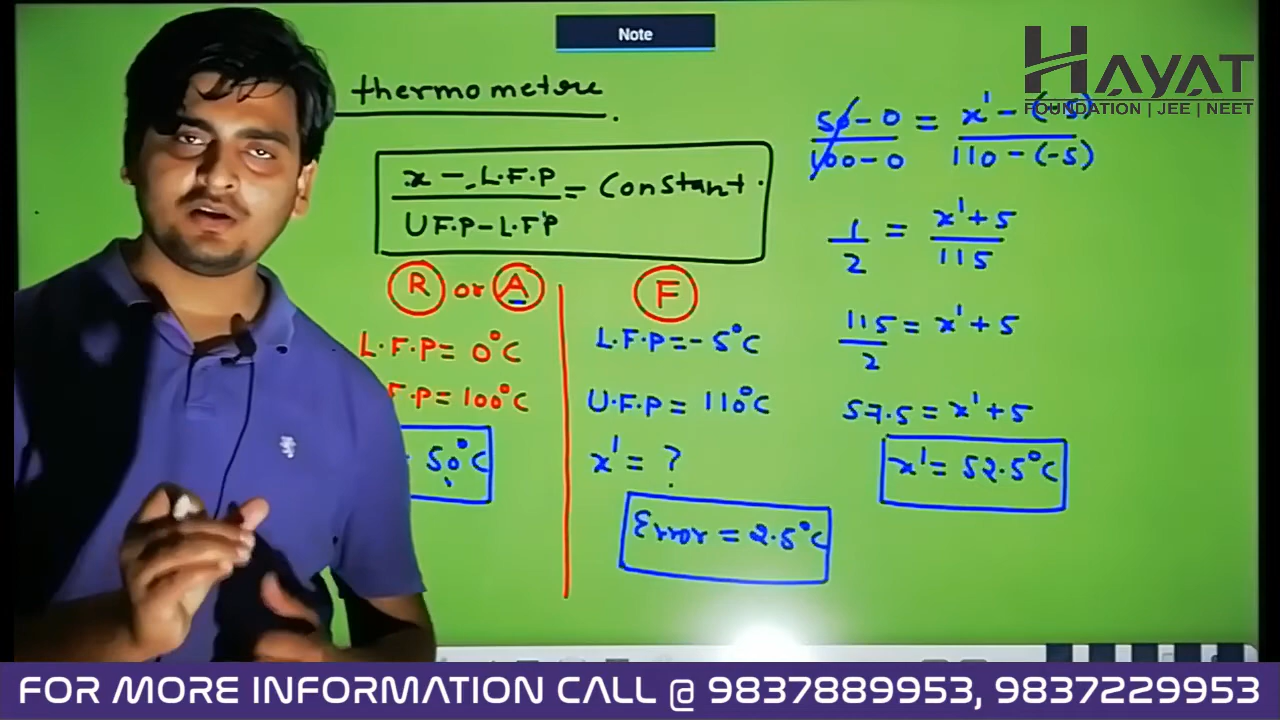 Note
HAYAT
FOUNDATION | JEE | NEET
thermometre.
x - L.F.P = Constant.
U F.P - L.F.P
R or A
L.F.P = 0°C
F.P = 100°C
50°C
F
L.F.P = -5°C
U.F.P = 110°C
x' = ?
Error = 2.5°C
50 - 0 = x' - (-5)
100 - 0 110 - (-5)
1 = x' + 5
2 115
115 = x' + 5
2
57.5 = x' + 5
x' = 52.5°C
FOR MORE INFORMATION CALL @ 9837889953, 9837229953